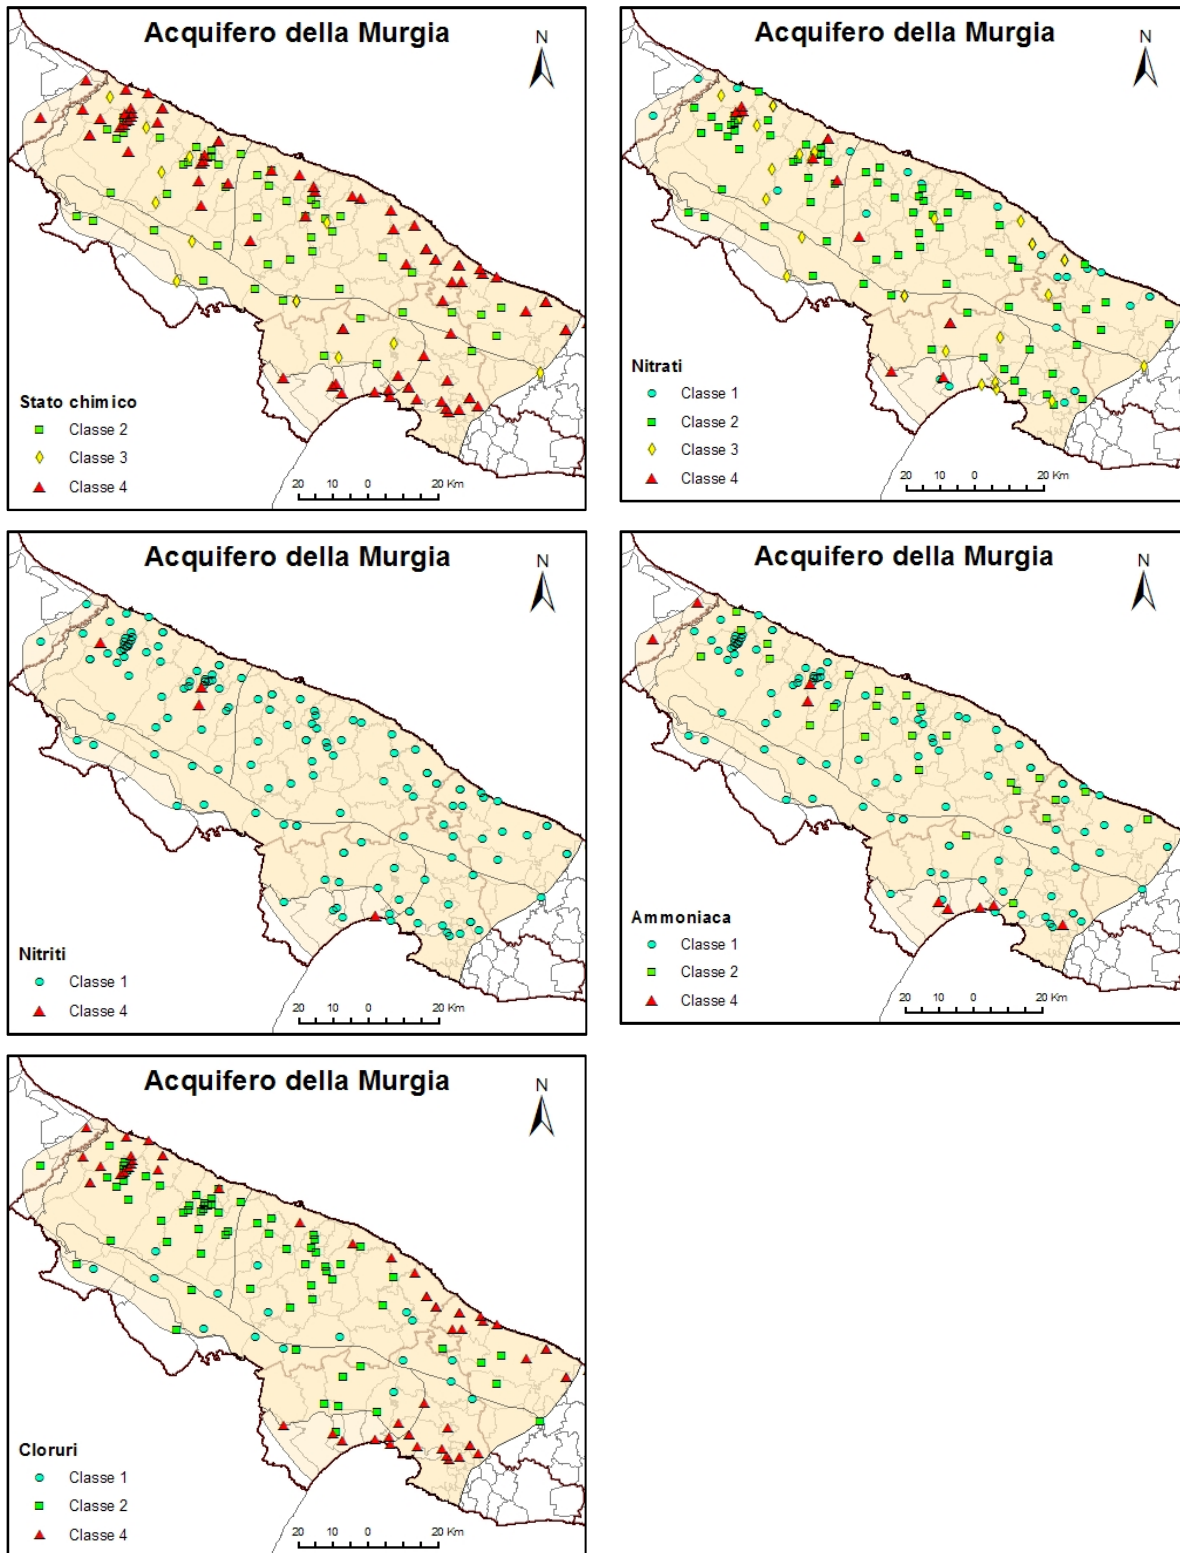 Acquifero della Murgia
N
Stato chimico
Classe 2
Classe 3
Classe 4
20 10 0 20 Km
Acquifero della Murgia
N
Nitrati
Classe 1
Classe 2
Classe 3
Classe 4
20 10 0 20 Km
Acquifero della Murgia
N
Nitriti
Classe 1
Classe 4
20 10 0 20 Km
Acquifero della Murgia
N
Ammoniaca
Classe 1
Classe 2
Classe 4
20 10 0 20 Km
Acquifero della Murgia
N
Cloruri
Classe 1
Classe 2
Classe 4
20 10 0 20 Km